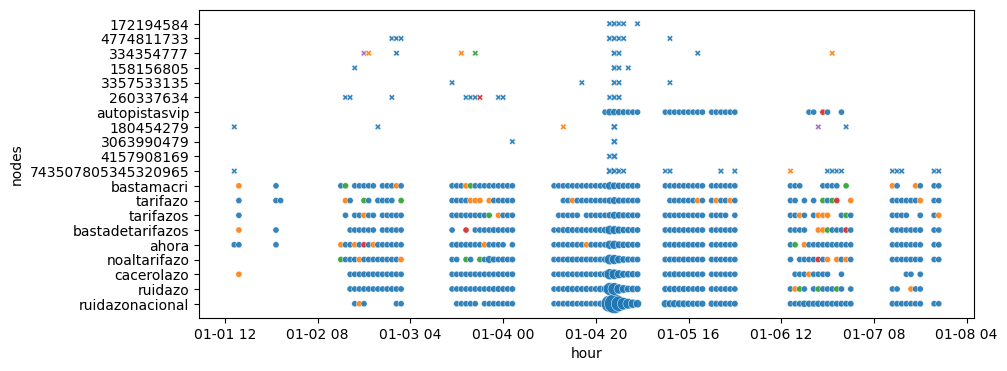 172194584
4774811733
334354777
158156805
3357533135
260337634
autopistasvip
180454279
3063990479
4157908169
743507805345320965
bastamacri
tarifazo
tarifazos
bastadetarifazos
ahora
noaltarifazo
cacerolazo
ruidazo
ruidazonacional
nodes
01-01 12 01-02 08 01-03 04 01-04 00 01-04 20 01-05 16 01-06 12 01-07 08 01-08 04
hour